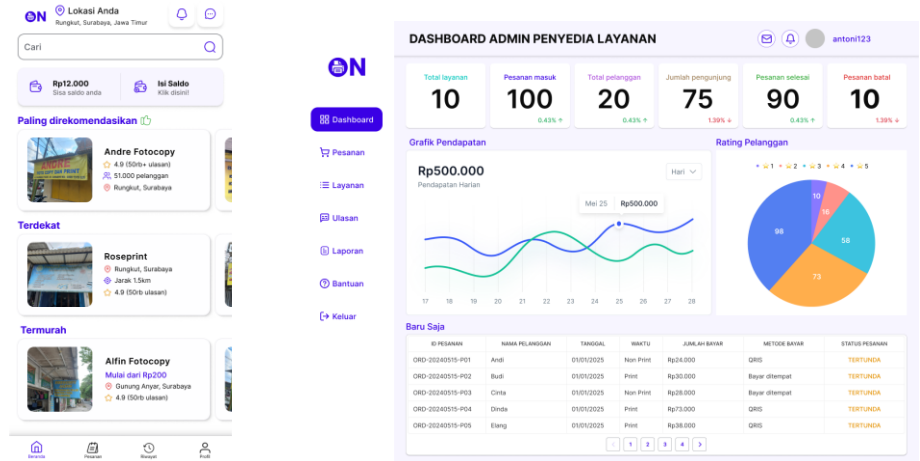 ON
Lokasi Anda
Rungkut, Surabaya, Jawa Timur
Cari
Rp12.000
Sisa saldo anda
Isi Saldo
Klik disini!
Paling direkomendasikan
ANDRE
Andre Fotocopy
4.9 (50rb+ ulasan)
51.000 pelanggan
Rungkut, Surabaya
Terdekat
Roseprint
Rungkut, Surabaya
Jarak 1.5km
4.9 (50rb ulasan)
Termurah
Alfin Fotocopy
Mulai dari Rp200
Gunung Anyar, Surabaya
4.9 (50rb ulasan)
Beranda
Pesanan
Riwayat
Profil
ON
Dashboard
Pesanan
Layanan
Ulasan
Laporan
Bantuan
Keluar
DASHBOARD ADMIN PENYEDIA LAYANAN
antoni123
Total layanan
10
Pesanan masuk
100
0.43%
Total pelanggan
20
0.43%
Jumlah pengunjung
75
1.39%
Pesanan selesai
90
0.43%
Pesanan batal
10
1.39%
Grafik Pendapatan
Rp500.000
Pendapatan Harian
Hari
Mei 25 Rp500.000
17 18 19 20 21 22 23 24 25 26 27 28
Rating Pelanggan
1 2 3 4 5
10
16
58
73
98
Baru Saja
ID PESANAN NAMA PELANGGAN TANGGAL WAKTU JUMLAH BAYAR METODE BAYAR STATUS PESANAN
ORD-20240515-P01 Andi 01/01/2025 Non Print Rp24.000 QRIS TERTUNDA
ORD-20240515-P02 Budi 01/01/2025 Print Rp30.000 Bayar ditempat TERTUNDA
ORD-20240515-P03 Cinta 01/01/2025 Non Print Rp28.000 Bayar ditempat TERTUNDA
ORD-20240515-P04 Dinda 01/01/2025 Print Rp73.000 QRIS TERTUNDA
ORD-20240515-P05 Elang 01/01/2025 Print Rp38.000 QRIS TERTUNDA
< 1 2 3 4 >